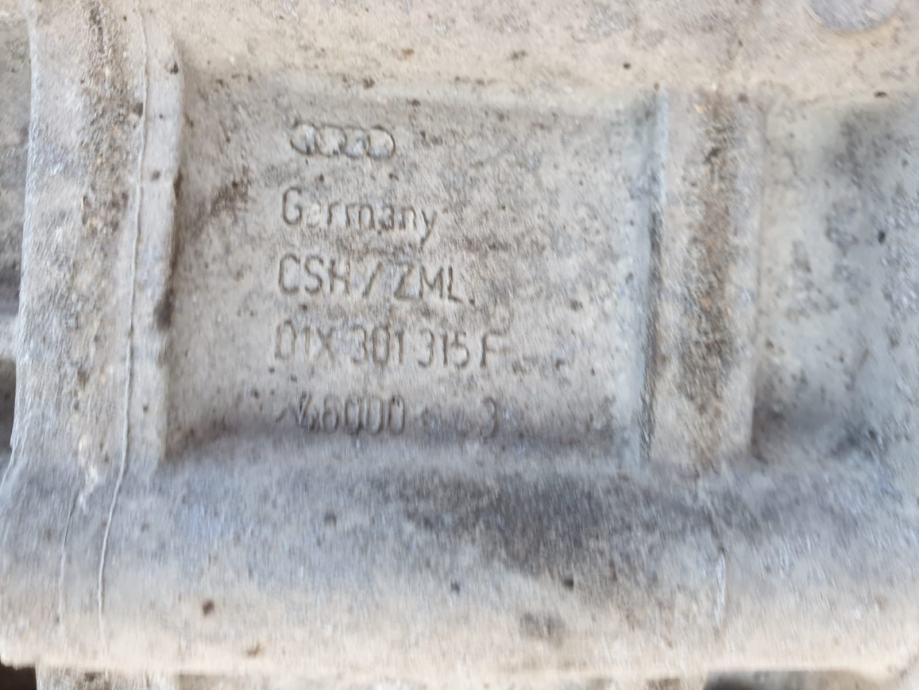 Germany
CSH / ZML
01X 301 315 F